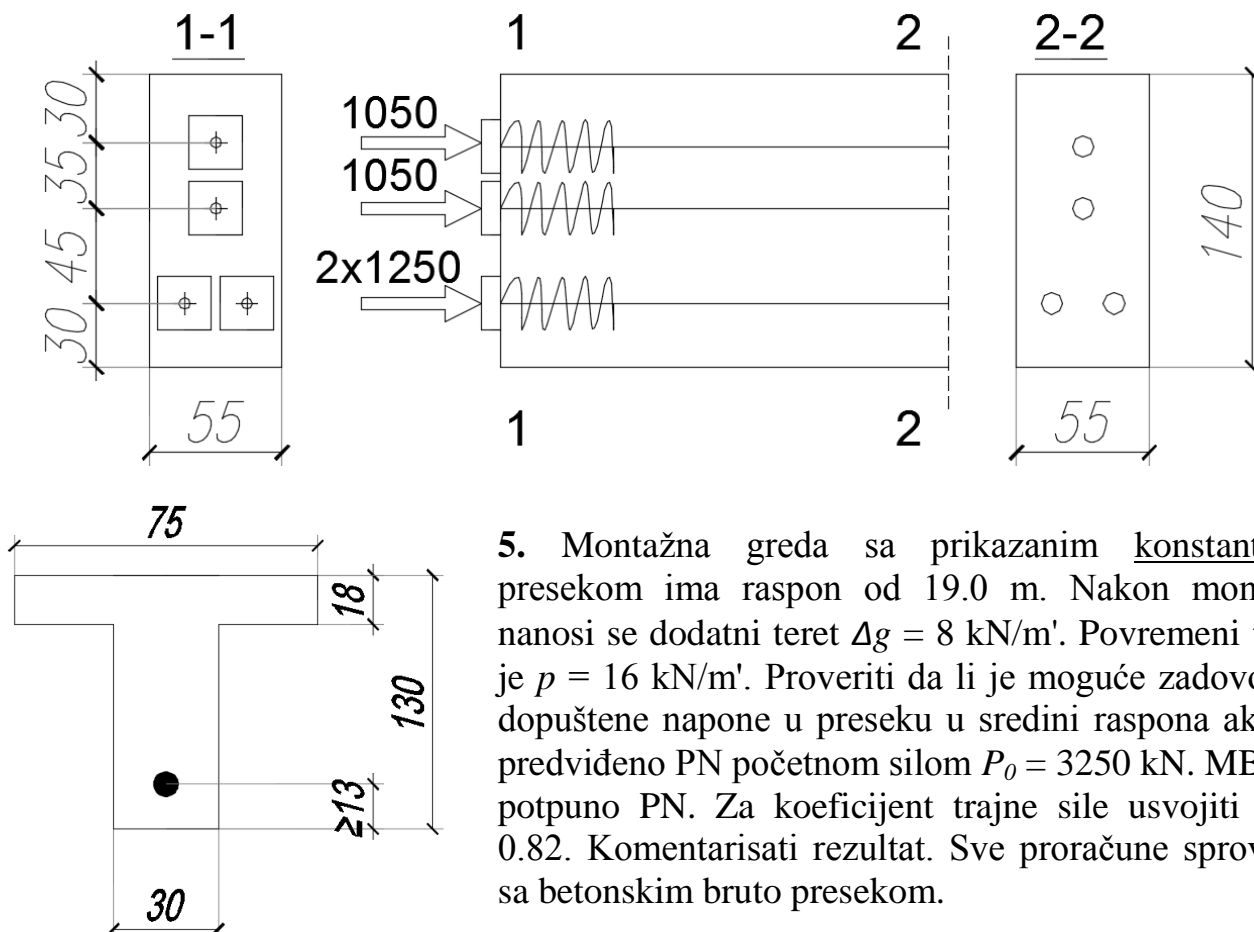 1-1
1
2
2-2
30
35
45
30
1050
1050
2x1250
140
55
1
2
55
75
18
130
≥13
30
5. Montažna greda sa prikazanim konstant
presekom ima raspon od 19.0 m. Nakon mon
nanosi se dodatni teret Δg = 8 kN/m'. Povremeni
je p = 16 kN/m'. Proveriti da li je moguće zadovo
dopuštene napone u preseku u sredini raspona ak
predviđeno PN početnom silom P0 = 3250 kN. MB
potpuno PN. Za koeficijent trajne sile usvojiti
0.82. Komentarisati rezultat. Sve proračune sprov
sa betonskim bruto presekom.